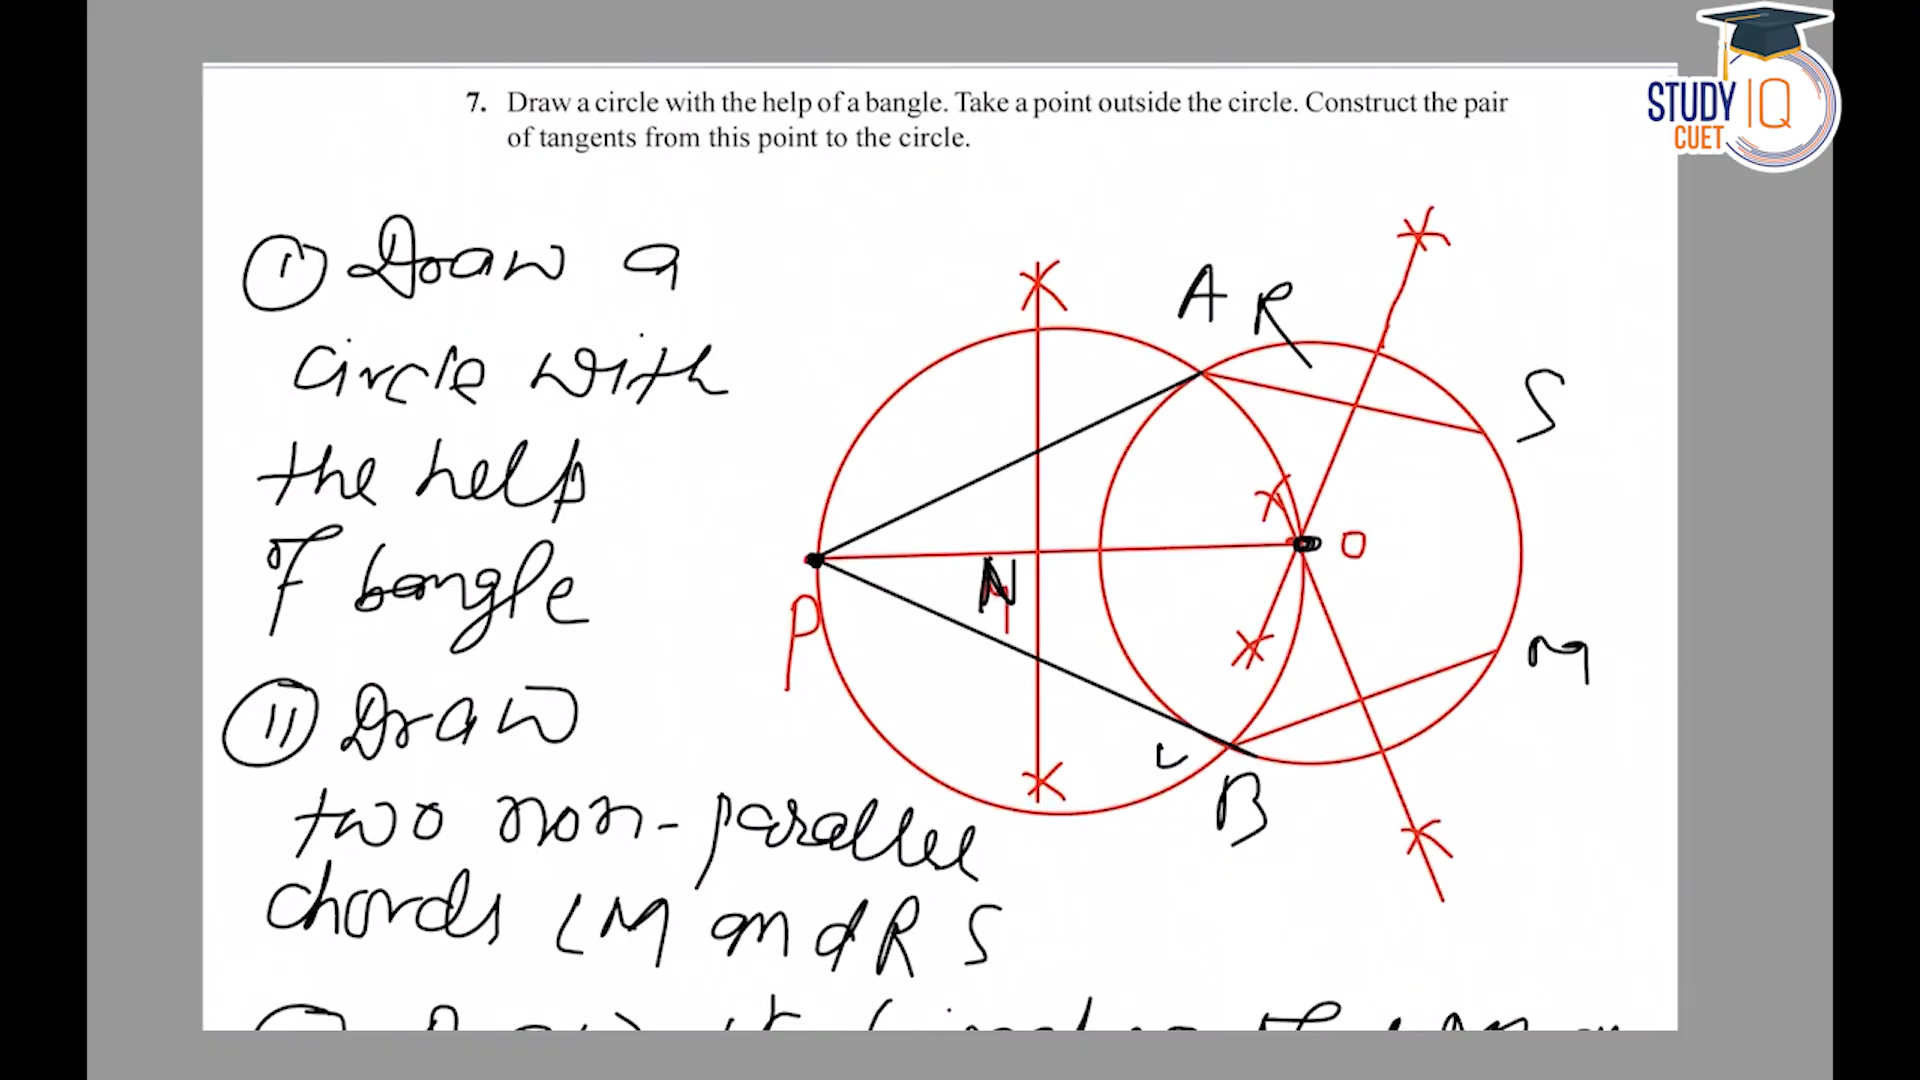 7. Draw a circle with the help of a bangle. Take a point outside the circle. Construct the pair
of tangents from this point to the circle.
STUDY IQ
CUET
I Draw a
circle with
the help
of bangle
II Draw
two non-parallel
chords LM and R S
A R
S
O
N
P
M
L
B